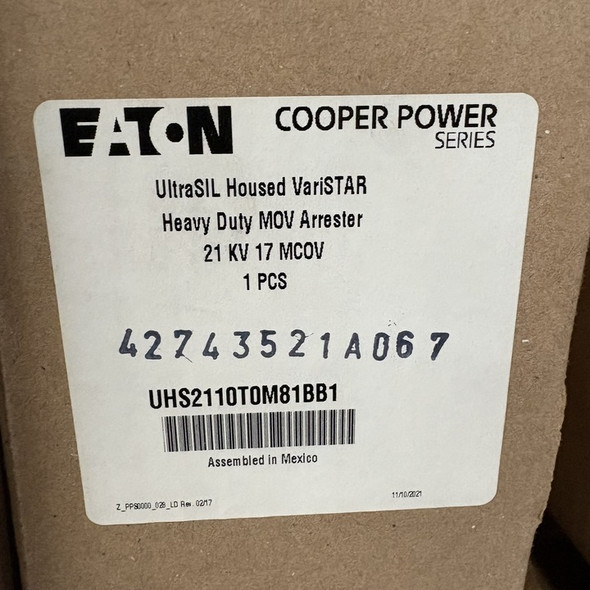 EATON
COOPER POWER
SERIES
UltraSIL Housed VariSTAR
Heavy Duty MOV Arrester
21 KV 17 MCOV
1 PCS
42743521A067
UHS2110T0M81BB1
Assembled in Mexico
Z_PPS0000_028_LD Rev. 02/17
11/10/2021